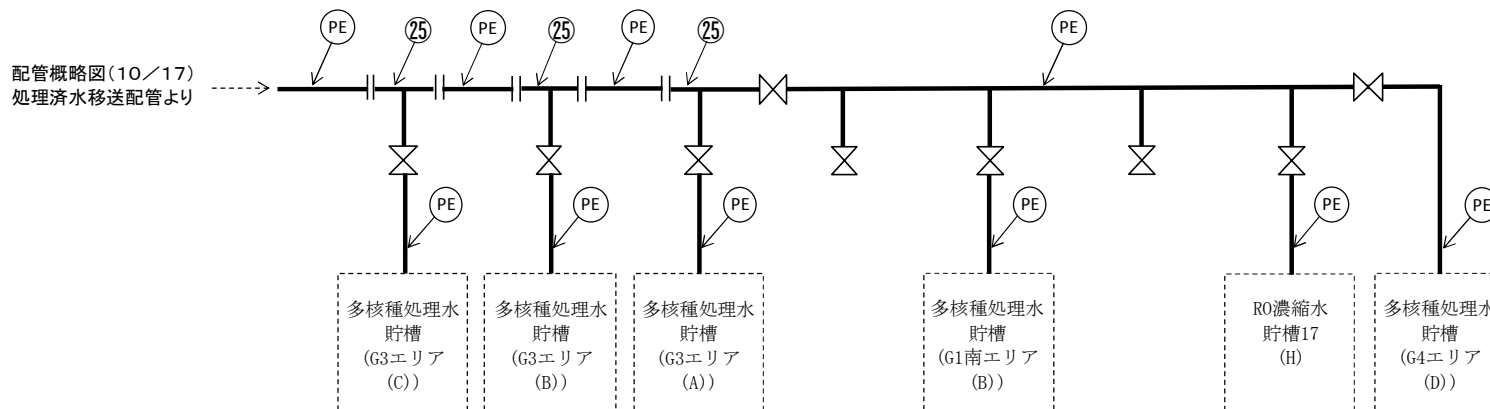 PE
㉕
PE
㉕
PE
㉕
PE
配管概略図(10／17)
処理済水移送配管より
PE
PE
PE
PE
PE
PE
多核種処理水
貯槽
(G3エリア
(C))
多核種処理水
貯槽
(G3エリア
(B))
多核種処理水
貯槽
(G3エリア
(A))
多核種処理水
貯槽
(G1南エリア
(B))
RO濃縮水
貯槽17
(H)
多核種処理水
貯槽
(G4エリア
(D))